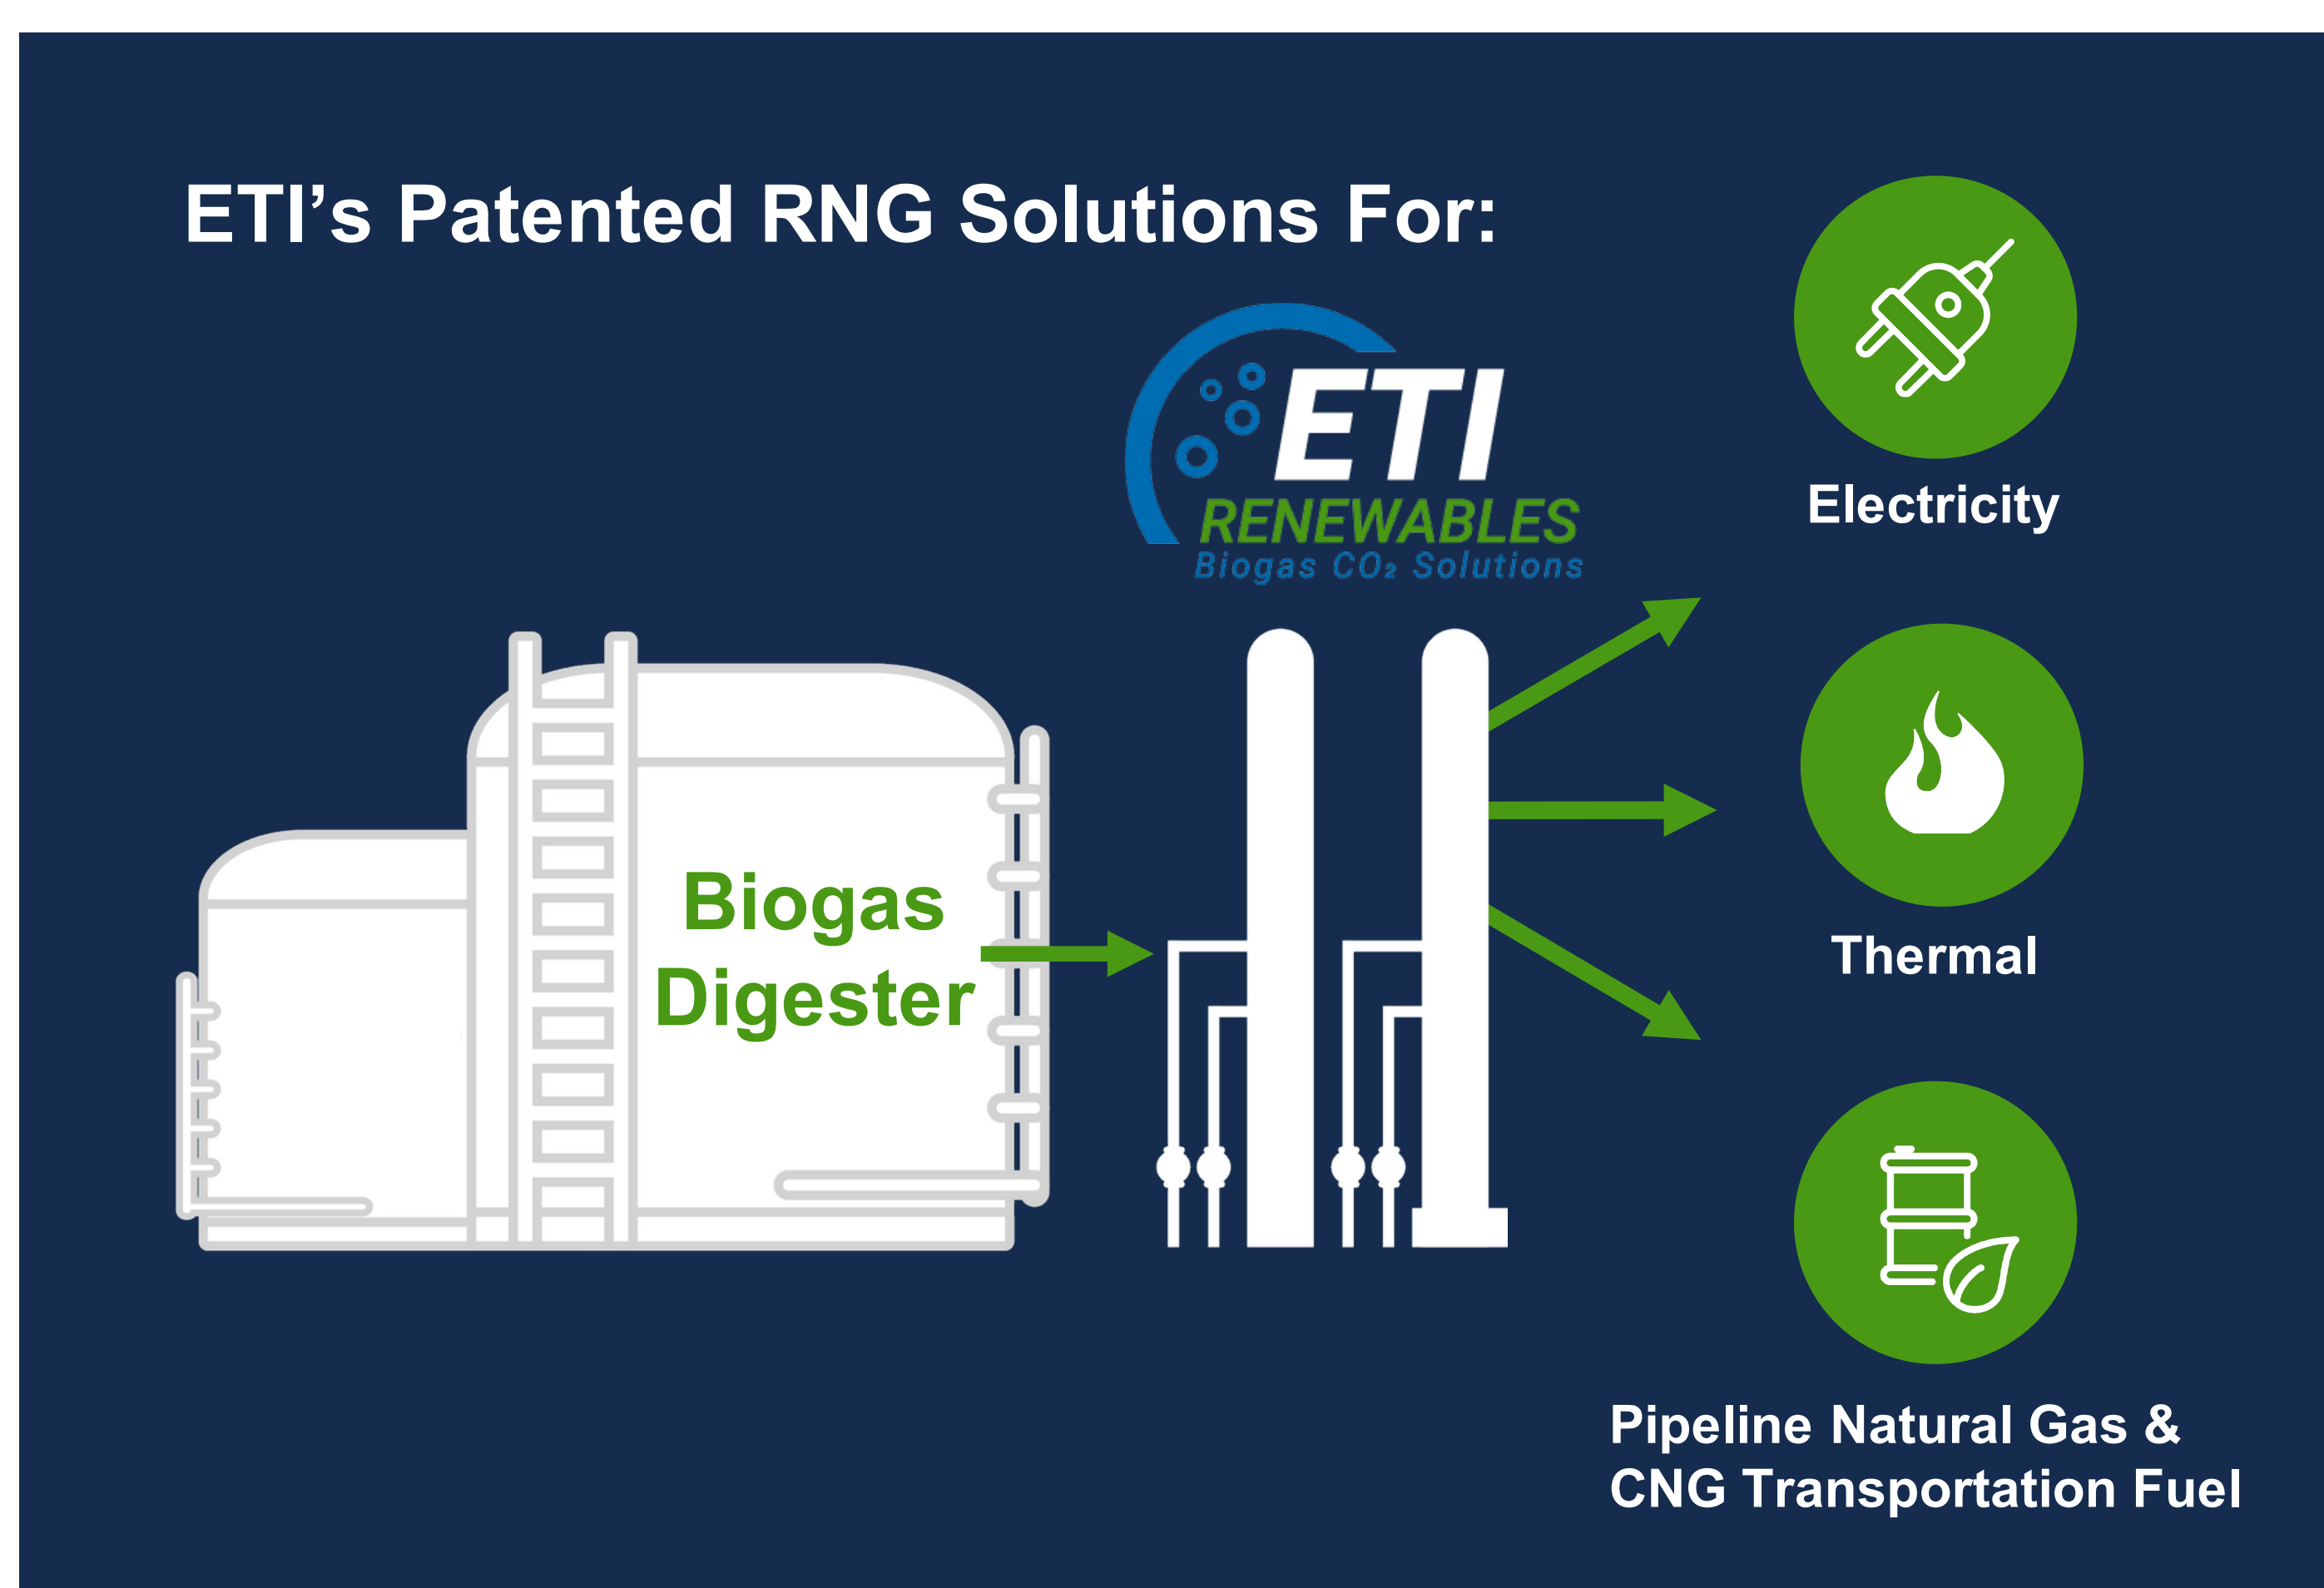 ETI’s Patented RNG Solutions For:
ETI
RENEWABLES
Biogas CO₂ Solutions
Electricity
Biogas
Digester
Thermal
Pipeline Natural Gas &
CNG Transportation Fuel